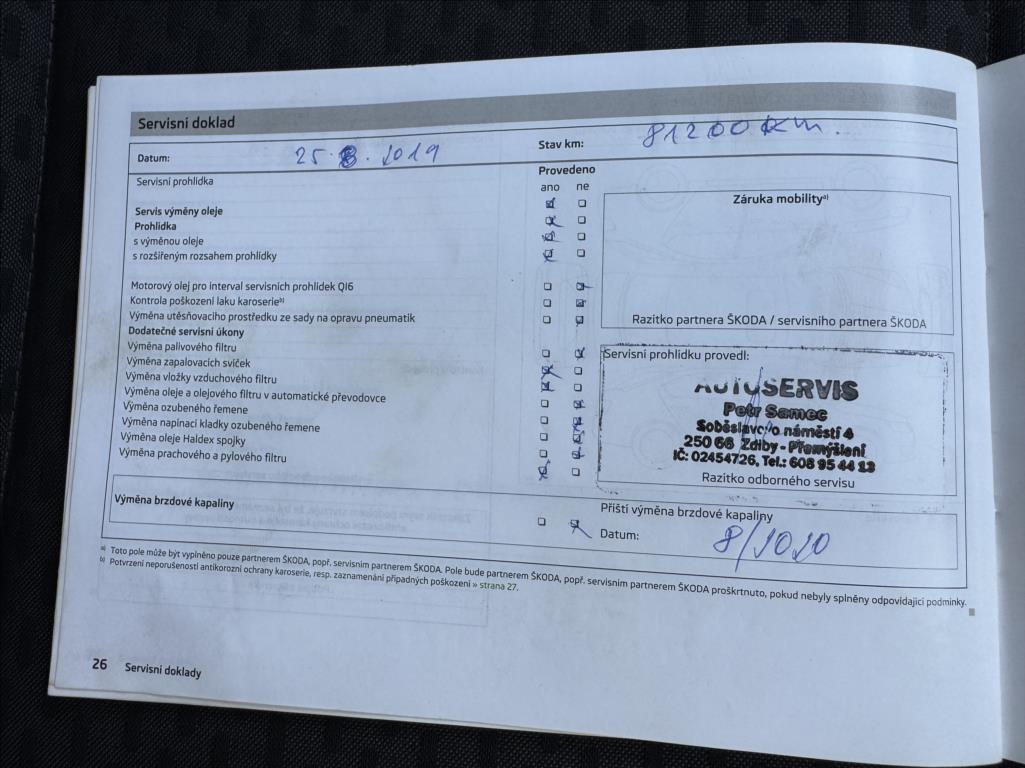 Servisní doklad
Datum: 25.8.2019
Stav km: 81200 km.
Servisní prohlídka
Provedeno
ano ne
Servis výměny oleje
Prohlídka
s výměnou oleje
s rozšířeným rozsahem prohlídky
Motorový olej pro interval servisních prohlídek QI6
Kontrola poškození laku karoserie b)
Výměna utěsňovacího prostředku ze sady na opravu pneumatik
Dodatečné servisní úkony
Výměna palivového filtru
Výměna zapalovacích svíček
Výměna vložky vzduchového filtru
Výměna oleje a olejového filtru v automatické převodovce
Výměna ozubeného řemene
Výměna napínací kladky ozubeného řemene
Výměna oleje Haldex spojky
Výměna prachového a pylového filtru
Záruka mobility a)
Razítko partnera ŠKODA / servisního partnera ŠKODA
Servisní prohlídku provedl:
AUTOSERVIS
Petr Samec
Soběslavovo náměstí 4
250 66 Zdiby - Přemyšlení
IČ: 02454726, Tel.: 608 95 44 13
Razítko odborného servisu
Výměna brzdové kapaliny
Příští výměna brzdové kapaliny
Datum: 8/2020
a) Toto pole může být vyplněno pouze partnerem ŠKODA, popř. servisním partnerem ŠKODA. Pole bude partnerem ŠKODA, popř. servisním partnerem ŠKODA proškrtnuto, pokud nebyly splněny odpovídající podmínky.
b) Potvrzení neporušenosti antikorozní ochrany karoserie, resp. zaznamenání případných poškození » strana 27.
26 Servisní doklady